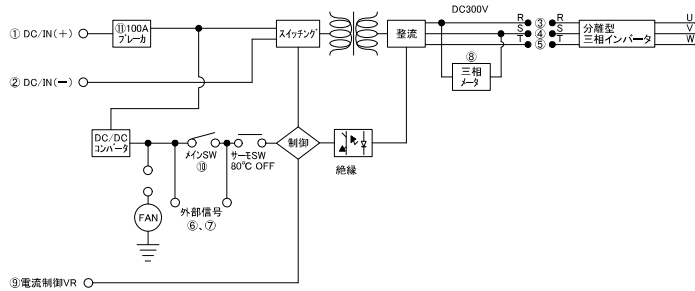 DC300V
① DC/IN(+)
⑪100A
ブレーカ
スイッチング
整流
R ③ R
S ④ S
T ⑤ T
分離型
三相インバータ
U
V
W
⑧
三相
メータ
② DC/IN(-)
DC/DC
コンバータ
メインSW
⑩
サーモSW
80℃ OFF
制御
絶縁
FAN
外部信号
⑥、⑦
⑨電流制御VR